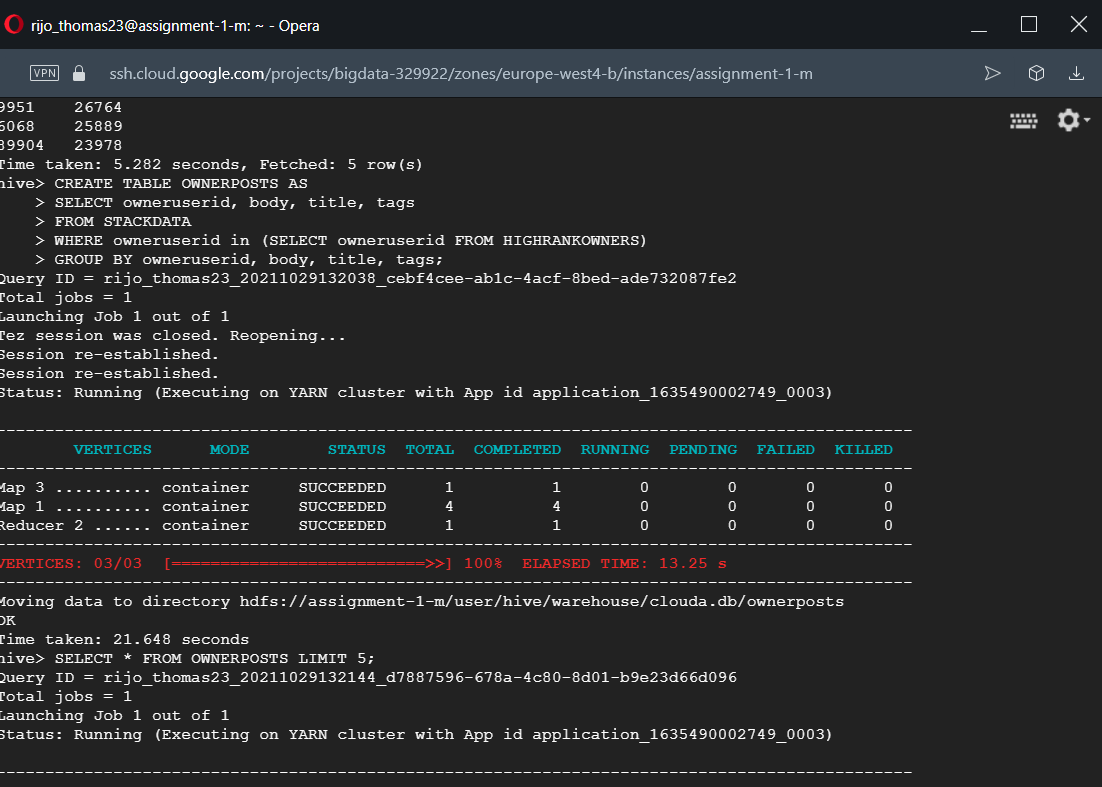 rijo_thomas23@assignment-1-m: ~ - Opera
VPN ssh.cloud.google.com/projects/bigdata-329922/zones/europe-west4-b/instances/assignment-1-m
9951    26764
6068    25889
39904   23978
Time taken: 5.282 seconds, Fetched: 5 row(s)
hive> CREATE TABLE OWNERPOSTS AS
    > SELECT owneruserid, body, title, tags
    > FROM STACKDATA
    > WHERE owneruserid in (SELECT owneruserid FROM HIGHRANKOWNERS)
    > GROUP BY owneruserid, body, title, tags;
Query ID = rijo_thomas23_20211029132038_cebf4cee-ab1c-4acf-8bed-ade732087fe2
Total jobs = 1
Launching Job 1 out of 1
Tez session was closed. Reopening...
Session re-established.
Session re-established.
Status: Running (Executing on YARN cluster with App id application_1635490002749_0003)
----------------------------------------------------------------------------------------------
        VERTICES      MODE        STATUS  TOTAL  COMPLETED  RUNNING  PENDING  FAILED  KILLED
----------------------------------------------------------------------------------------------
Map 3 .......... container     SUCCEEDED      1          1        0        0       0       0
Map 1 .......... container     SUCCEEDED      4          4        0        0       0       0
Reducer 2 ...... container     SUCCEEDED      1          1        0        0       0       0
----------------------------------------------------------------------------------------------
VERTICES: 03/03  [==========================>>] 100%  ELAPSED TIME: 13.25 s
----------------------------------------------------------------------------------------------
Moving data to directory hdfs://assignment-1-m/user/hive/warehouse/clouda.db/ownerposts
OK
Time taken: 21.648 seconds
hive> SELECT * FROM OWNERPOSTS LIMIT 5;
Query ID = rijo_thomas23_20211029132144_d7887596-678a-4c80-8d01-b9e23d66d096
Total jobs = 1
Launching Job 1 out of 1
Status: Running (Executing on YARN cluster with App id application_1635490002749_0003)
----------------------------------------------------------------------------------------------